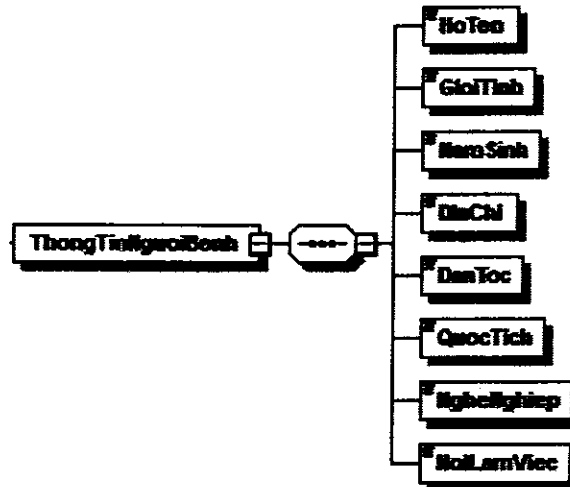 HoTen
GioiTinh
NamSinh
DiaChi
ThongTinNguoiBenh
DanToc
QuocTich
NgheNghiep
NoiLamViec